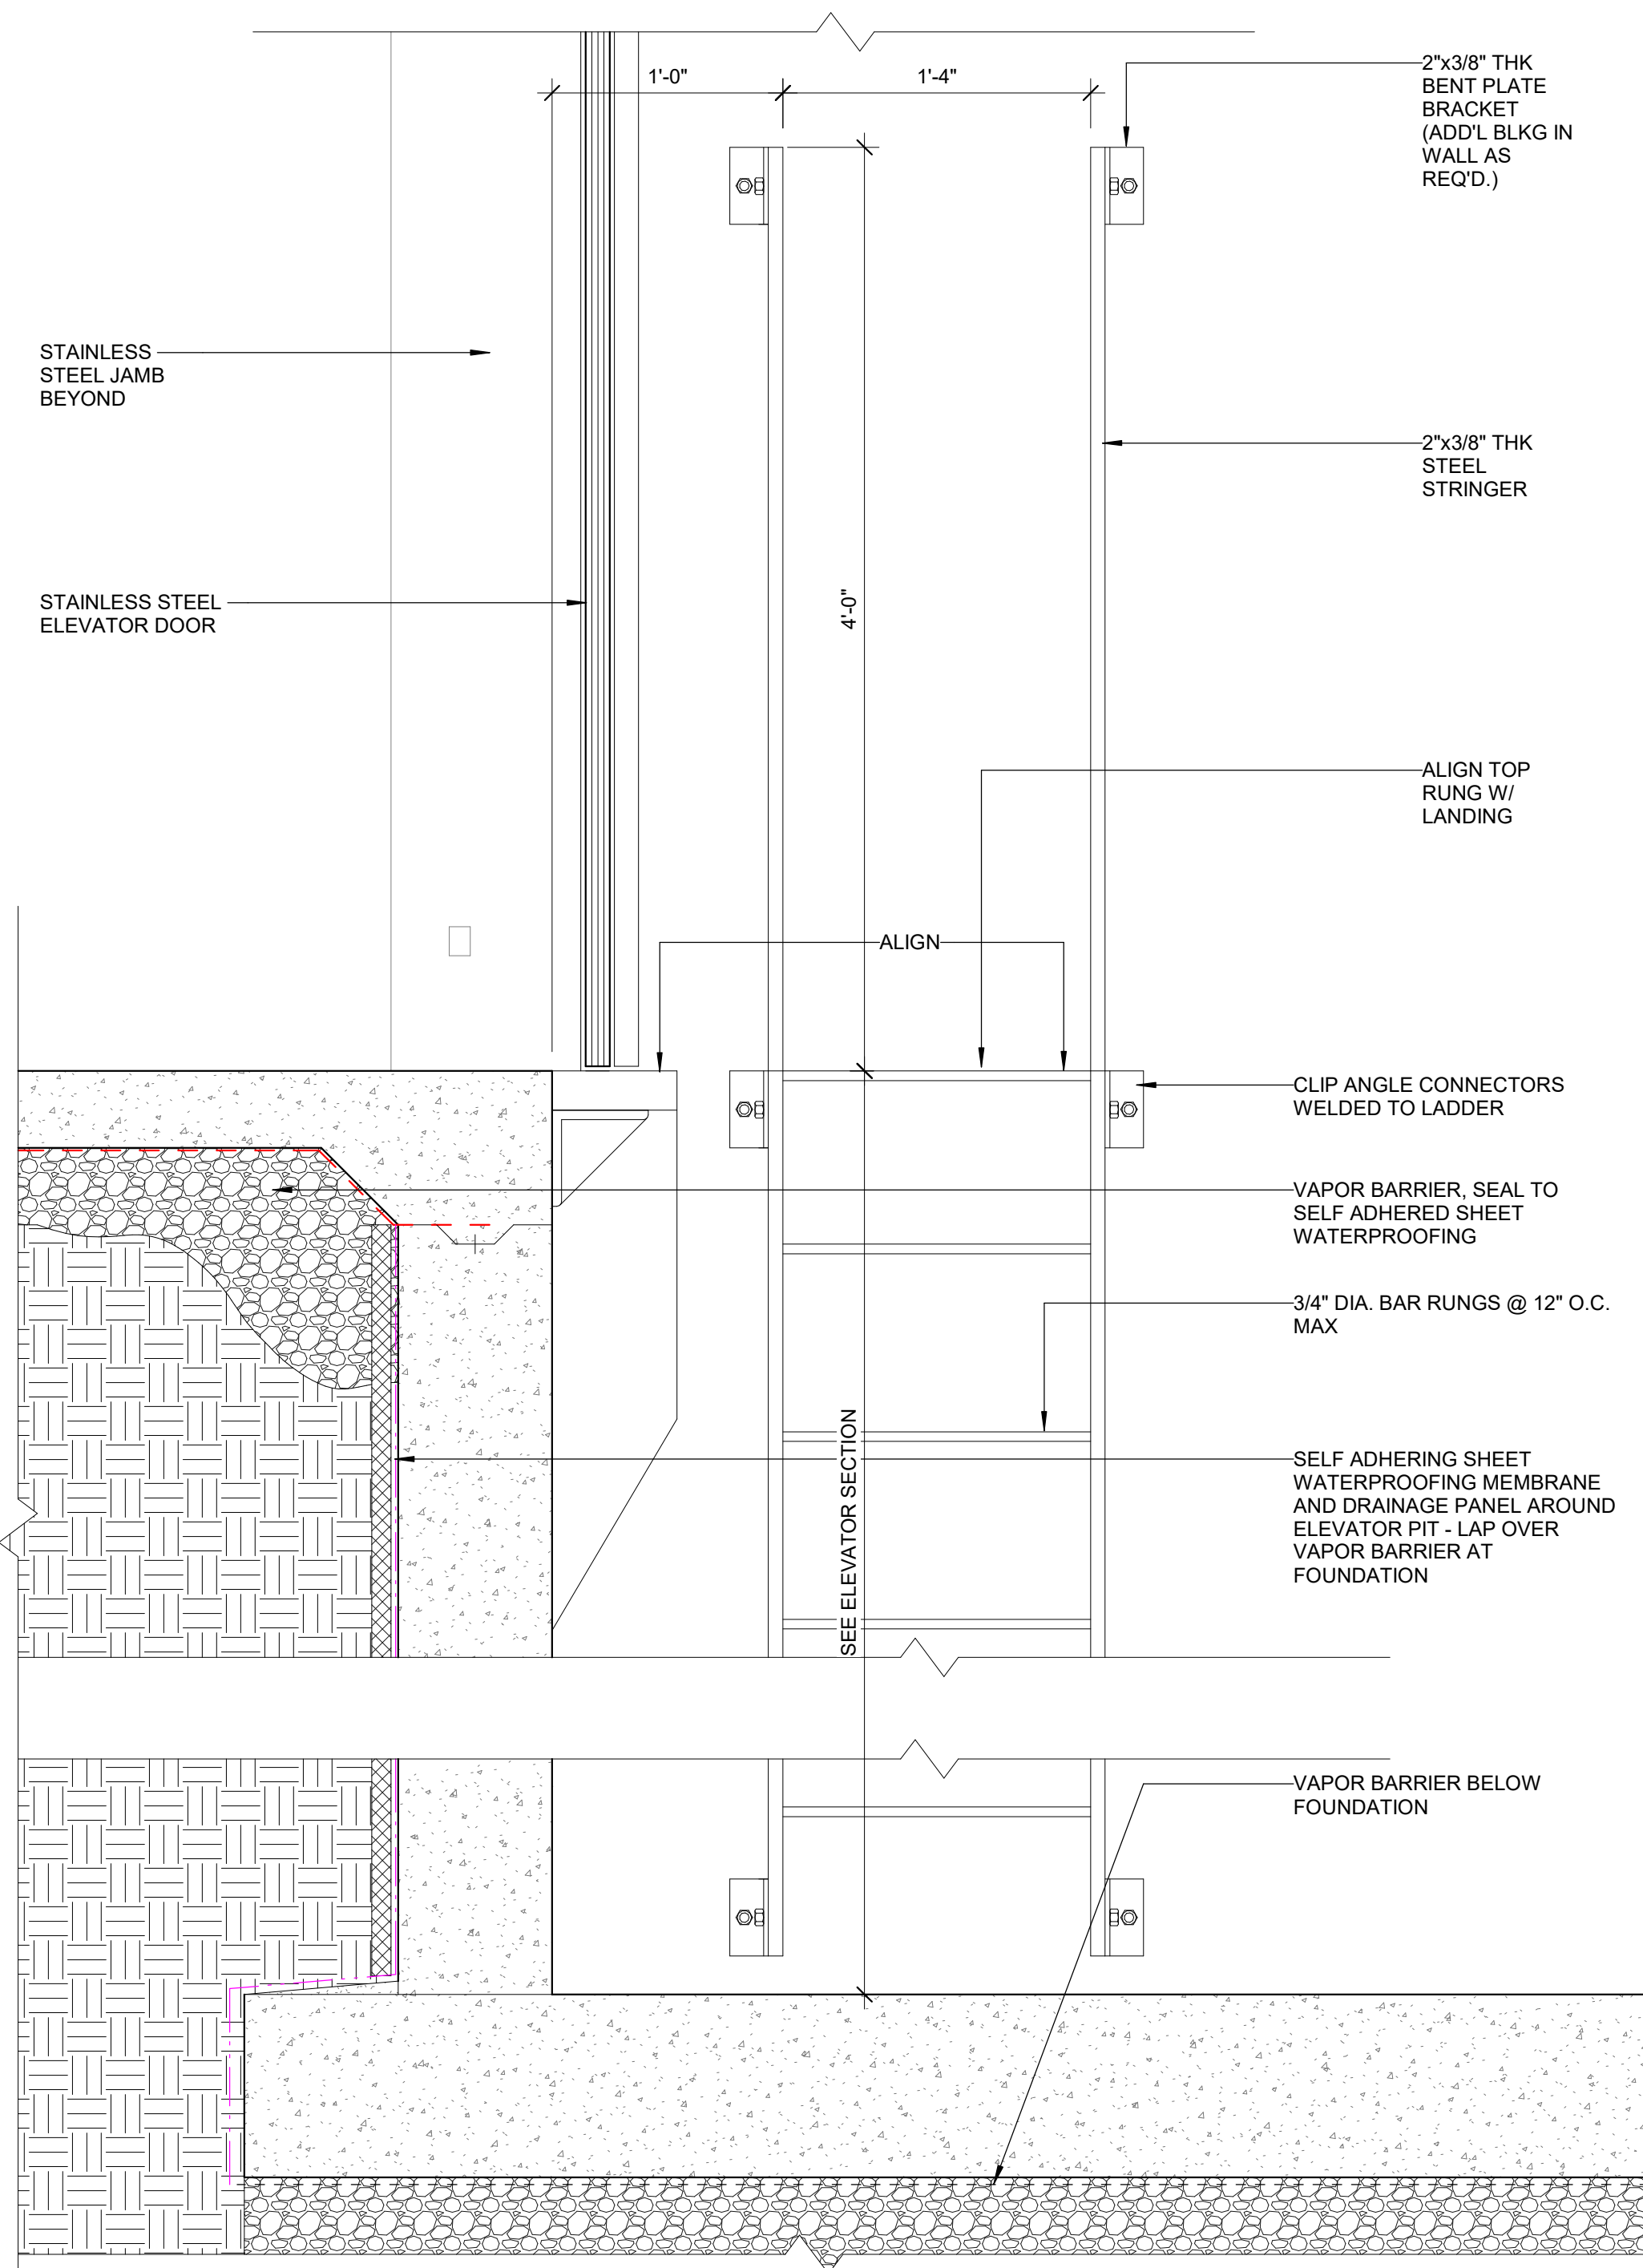 1'-0"
1'-4"
2"x3/8" THK
BENT PLATE
BRACKET
(ADD'L BLKG IN
WALL AS
REQ'D.)
STAINLESS
STEEL JAMB
BEYOND
2"x3/8" THK
STEEL
STRINGER
STAINLESS STEEL
ELEVATOR DOOR
4'-0"
ALIGN TOP
RUNG W/
LANDING
ALIGN
CLIP ANGLE CONNECTORS
WELDED TO LADDER
VAPOR BARRIER, SEAL TO
SELF ADHERED SHEET
WATERPROOFING
3/4" DIA. BAR RUNGS @ 12" O.C.
MAX
SEE ELEVATOR SECTION
SELF ADHERING SHEET
WATERPROOFING MEMBRANE
AND DRAINAGE PANEL AROUND
ELEVATOR PIT - LAP OVER
VAPOR BARRIER AT
FOUNDATION
VAPOR BARRIER BELOW
FOUNDATION